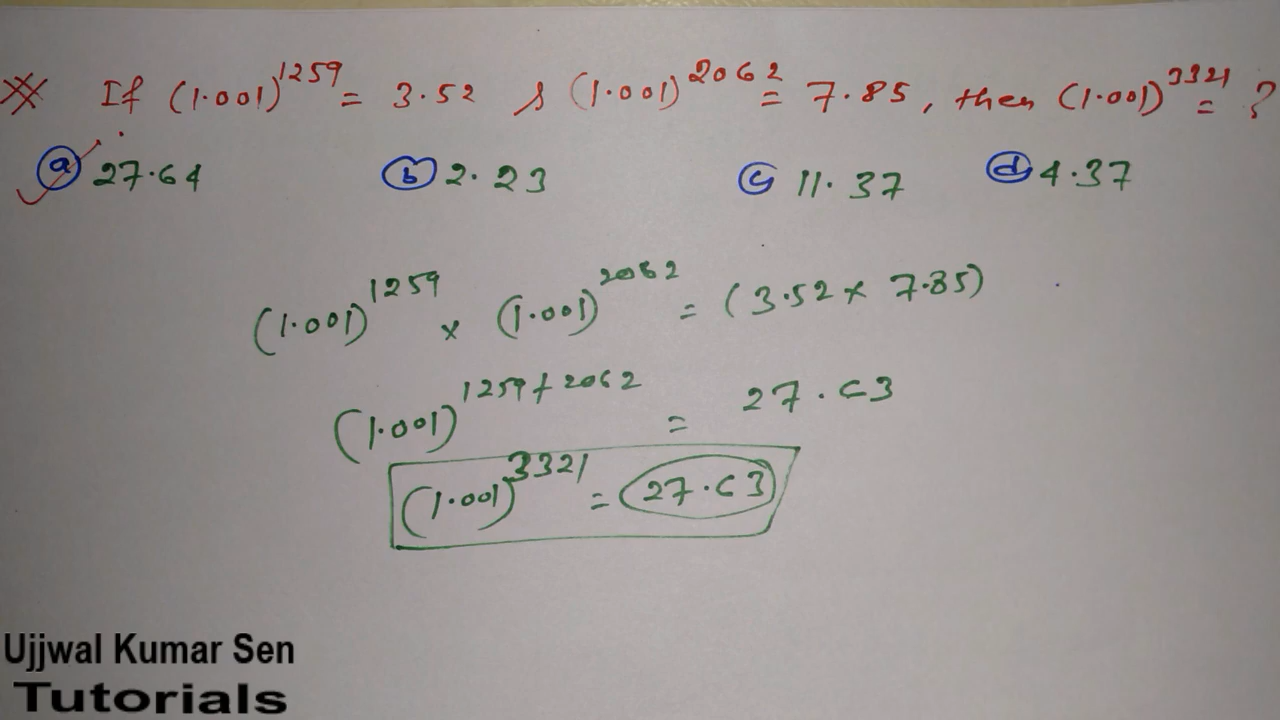 ※ If (1.001)^1259 = 3.52 & (1.001)^2062 = 7.85, then (1.001)^3321 = ?
ⓐ 27.64 ⓑ 2.23 ⓒ 11.37 ⓓ 4.37
(1.001)^1259 × (1.001)^2062 = (3.52 × 7.85)
(1.001)^1259+2062 = 27.63
(1.001)^3321 = 27.63
Ujjwal Kumar Sen
Tutorials